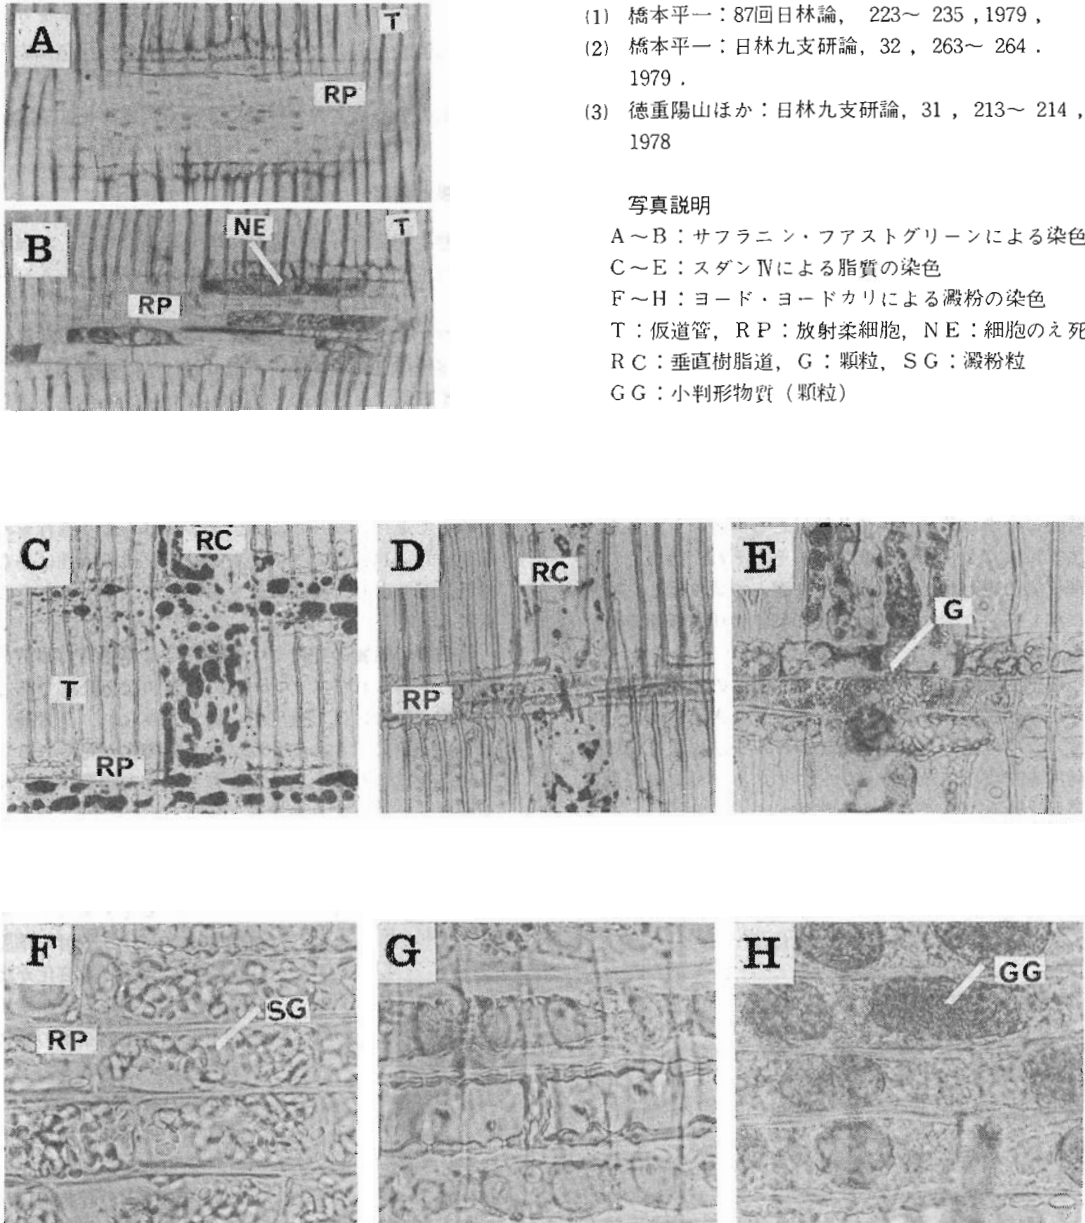 (1) 橋本平一：87回日林論， 223～ 235 ,1979 ,
(2) 橋本平一：日林九支研論，32 ， 263～ 264 .
1979 .
(3) 徳重陽山ほか：日林九支研論，31 ， 213～ 214 ,
1978
写真説明
A～B：サフラニン・フアストグリーンによる染色
C～E：スダンⅣによる脂質の染色
F～H：ヨード・ヨードカリによる澱粉の染色
T：仮道管，RP：放射柔細胞，NE：細胞のえ死
RC：垂直樹脂道，G：顆粒，SG：澱粉粒
GG：小判形物質（顆粒）
A
T
RP
B
NE
T
RP
C
RC
T
RP
D
RC
RP
E
G
F
SG
RP
G
H
GG